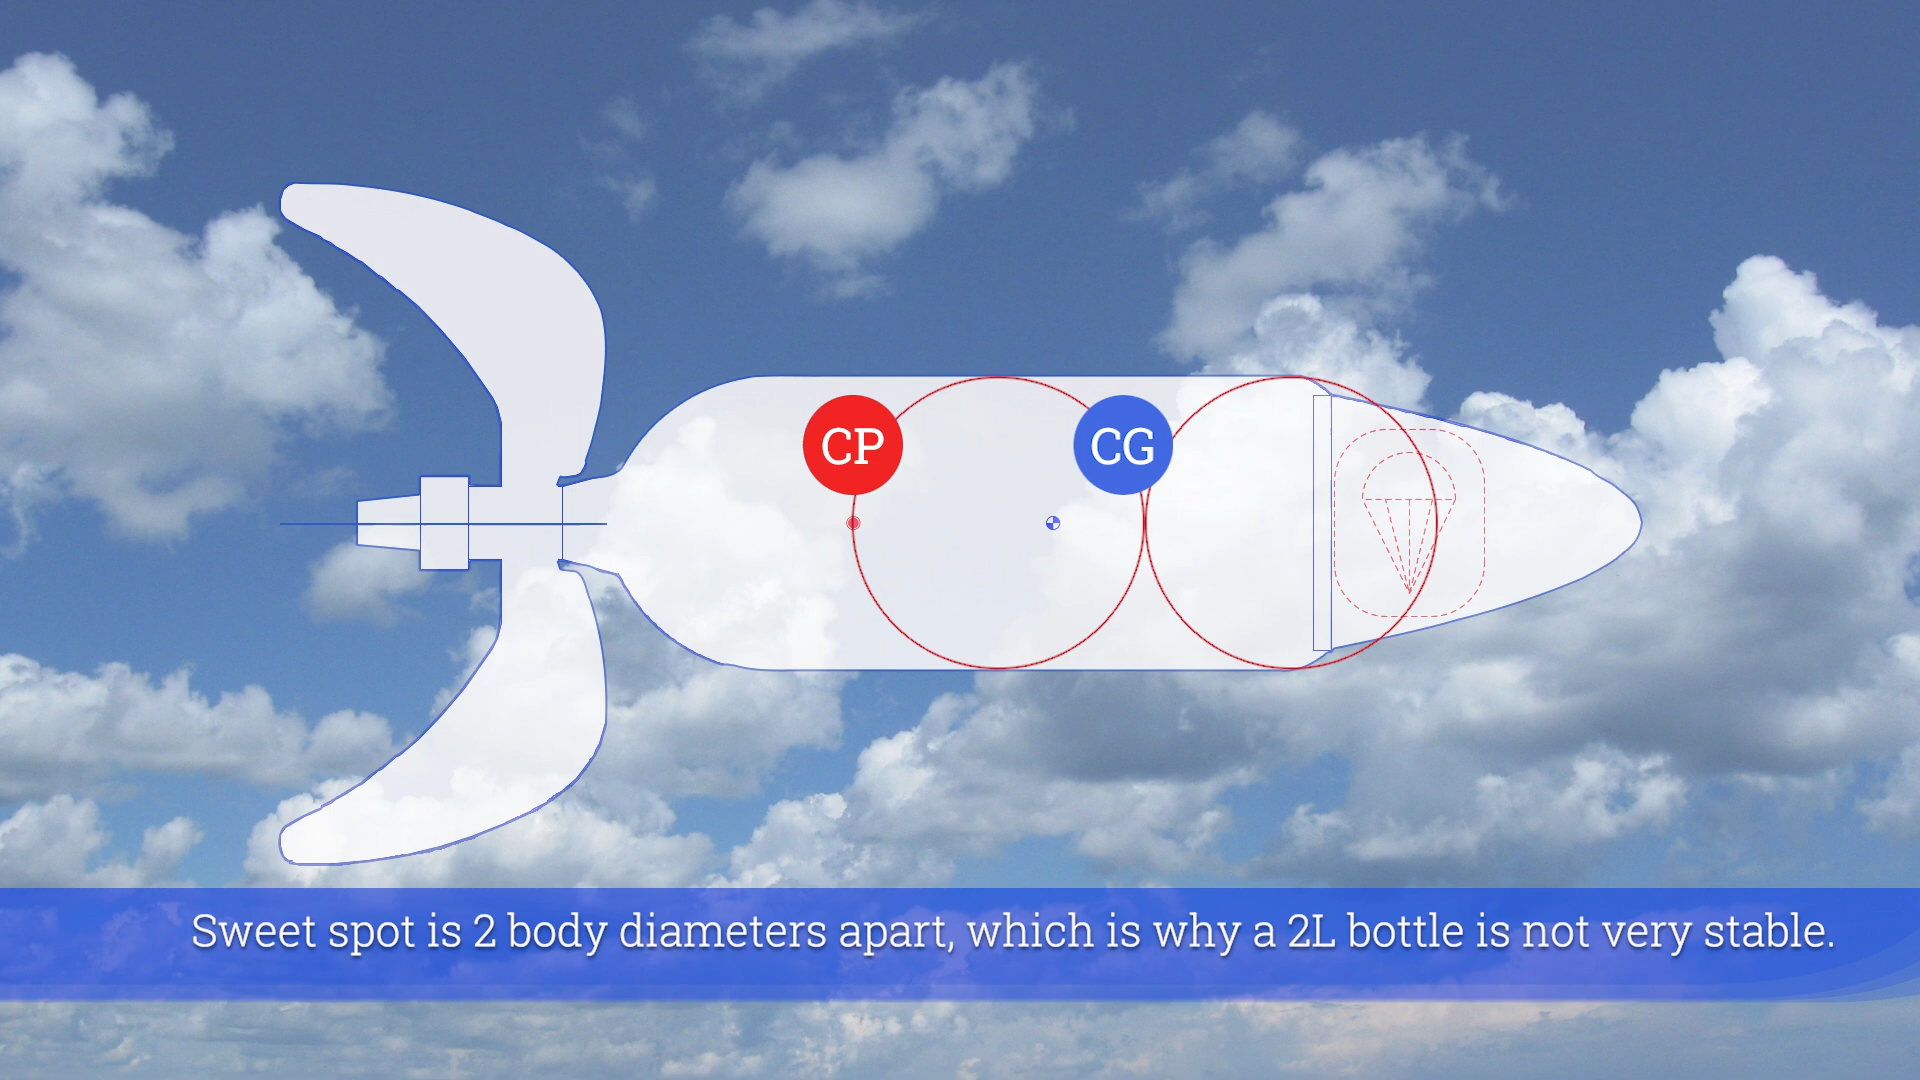 CP
CG
Sweet spot is 2 body diameters apart, which is why a 2L bottle is not very stable.